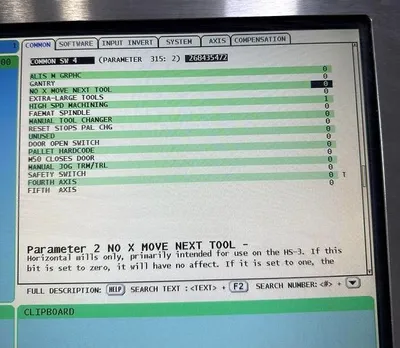 COMMON SOFTWARE INPUT INVERT SYSTEM AXIS COMPENSATION
COMMON SW 4 (PARAMETER 315: 2) 268435472
ALIS M GRPHC 0
GANTRY 0
NO X MOVE NEXT TOOL 0
EXTRA-LARGE TOOLS 1
HIGH SPD MACHINING 0
FAEMAT SPINDLE 0
MANUAL TOOL CHANGER 0
RESET STOPS PAL CHG 0
UNUSED 0
DOOR OPEN SWITCH 0
PALLET HARDCODE 0
M50 CLOSES DOOR 0
MANUAL JOG TRM/TRL 0
SAFETY SWITCH 0
FOURTH AXIS 0
FIFTH AXIS
Parameter 2 NO X MOVE NEXT TOOL -
Horizontal mills only, primarily intended for use on the HS-3. If this
bit is set to zero, it will have no affect. If it is set to one, the
FULL DESCRIPTION: HELP SEARCH TEXT : <TEXT> + F2 SEARCH NUMBER: <#> +
CLIPBOARD